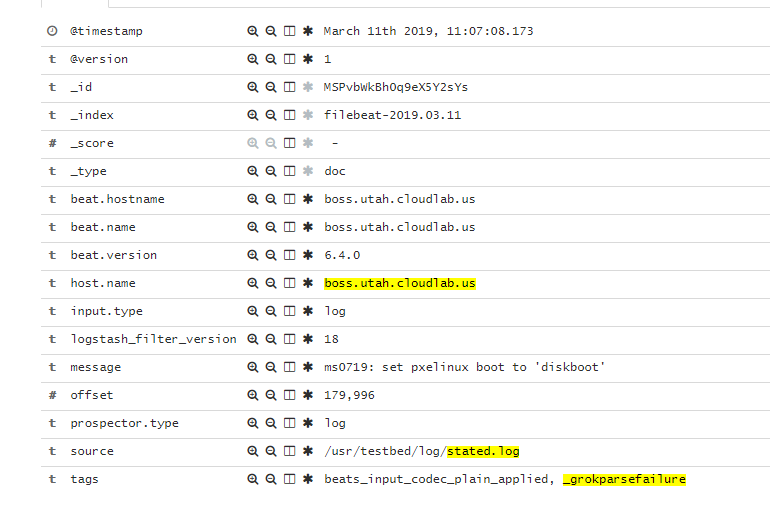 @timestamp March 11th 2019, 11:07:08.173
t @version 1
t _id MSPvbWkBhOq9eX5Y2sYs
t _index filebeat-2019.03.11
# _score -
t _type doc
t beat.hostname boss.utah.cloudlab.us
t beat.name boss.utah.cloudlab.us
t beat.version 6.4.0
t host.name boss.utah.cloudlab.us
t input.type log
t logstash_filter_version 18
t message ms0719: set pxelinux boot to 'diskboot'
# offset 179,996
t prospector.type log
t source /usr/testbed/log/stated.log
t tags beats_input_codec_plain_applied, _grokparsefailure